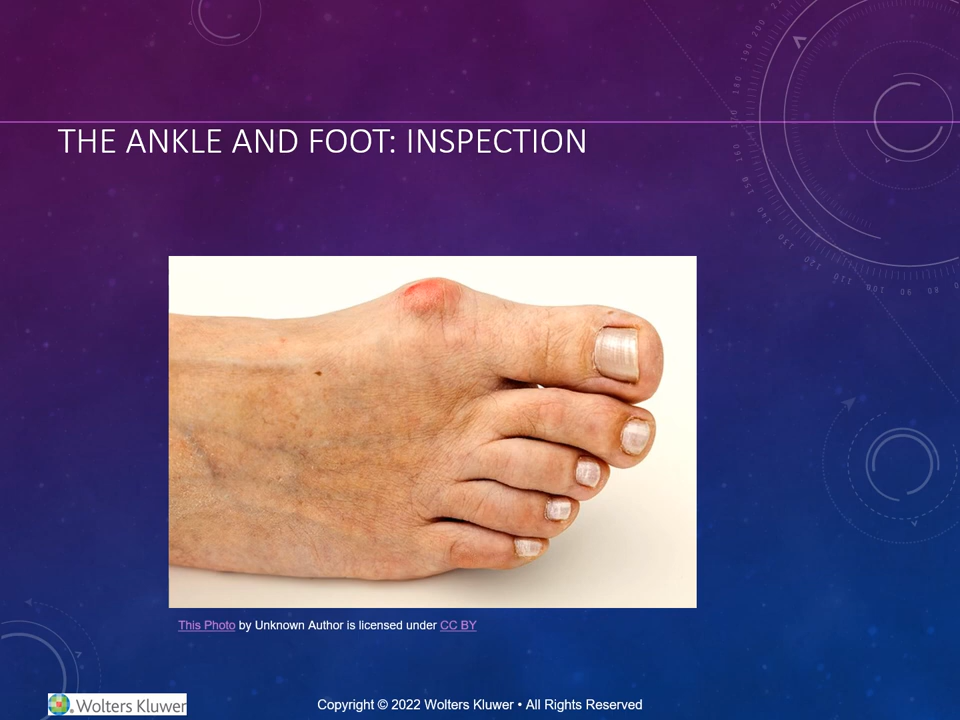 THE ANKLE AND FOOT: INSPECTION
This Photo by Unknown Author is licensed under CC BY
Wolters Kluwer
Copyright © 2022 Wolters Kluwer • All Rights Reserved